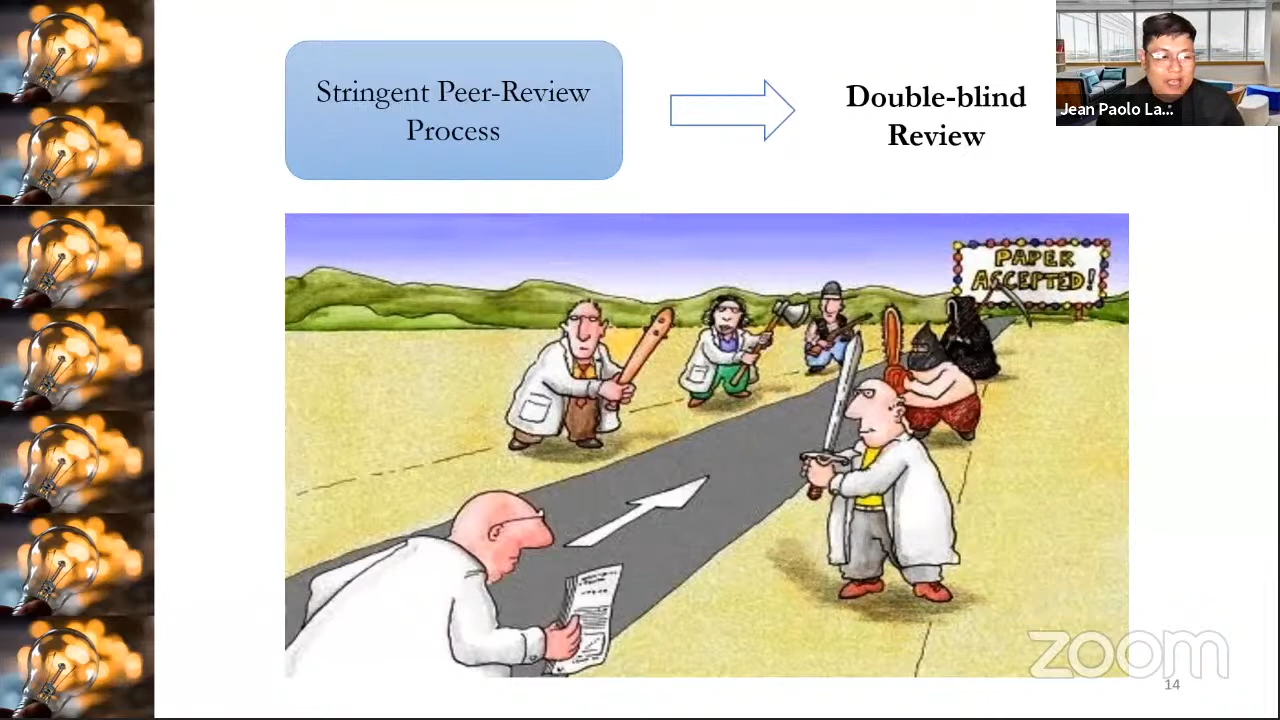 Stringent Peer-Review
Process
Double-blind
Review
Jean Paolo La...
PAPER
ACCEPTED!
zoom
14